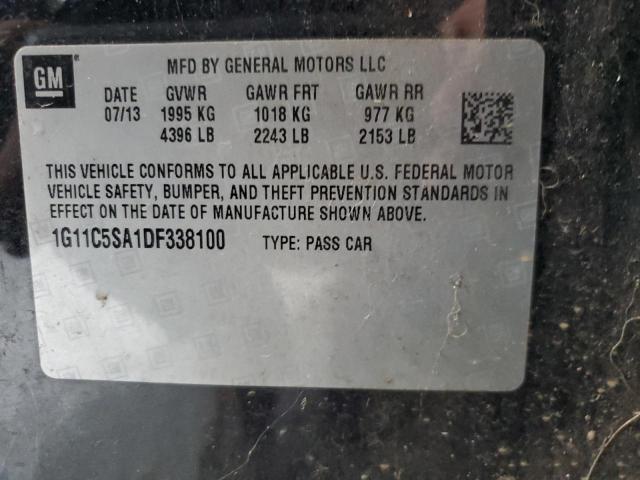 GM
MFD BY GENERAL MOTORS LLC
DATE GVWR GAWR FRT GAWR RR
07/13 1995 KG 1018 KG 977 KG
4396 LB 2243 LB 2153 LB
THIS VEHICLE CONFORMS TO ALL APPLICABLE U.S. FEDERAL MOTOR
VEHICLE SAFETY, BUMPER, AND THEFT PREVENTION STANDARDS IN
EFFECT ON THE DATE OF MANUFACTURE SHOWN ABOVE.
1G11C5SA1DF338100 TYPE: PASS CAR